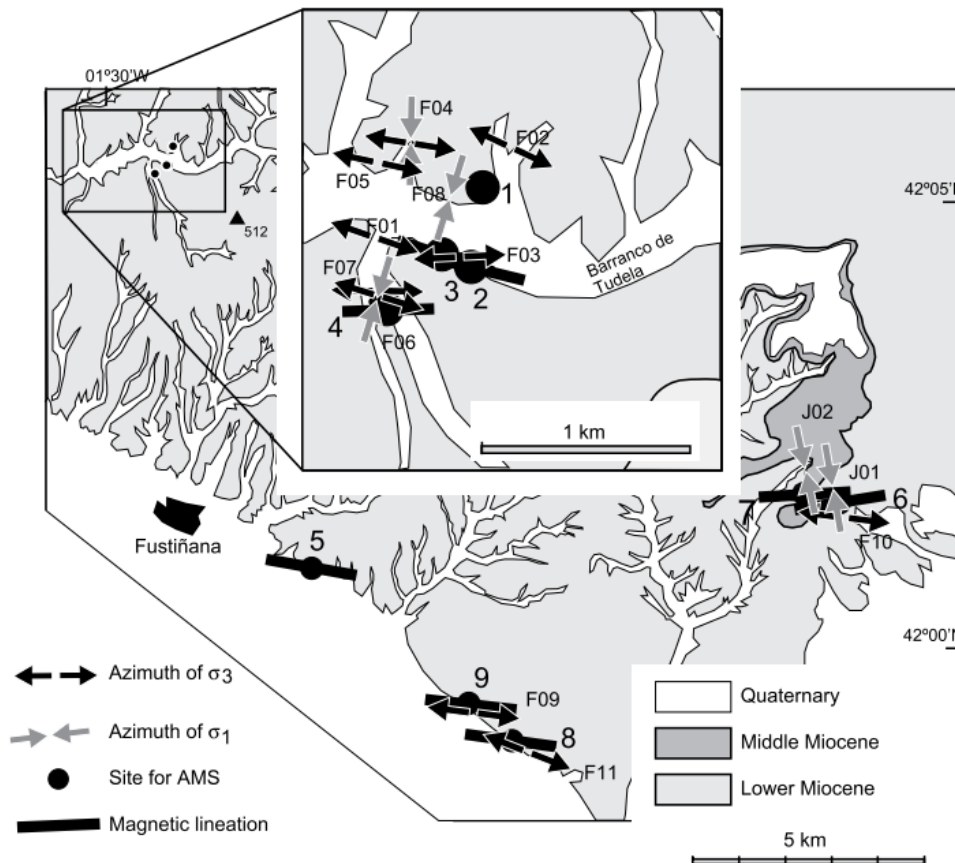 01º30'W
F04
F02
F05
F08
1
42º05'
512
F01
F03
Barranco de
Tudela
F07
3
2
4
F06
1 km
J02
J01
7
6
F10
Fustiñana
5
42º00'N
Azimuth of σ3
9
F09
Quaternary
Azimuth of σ1
8
Middle Miocene
Site for AMS
F11
Lower Miocene
Magnetic lineation
5 km